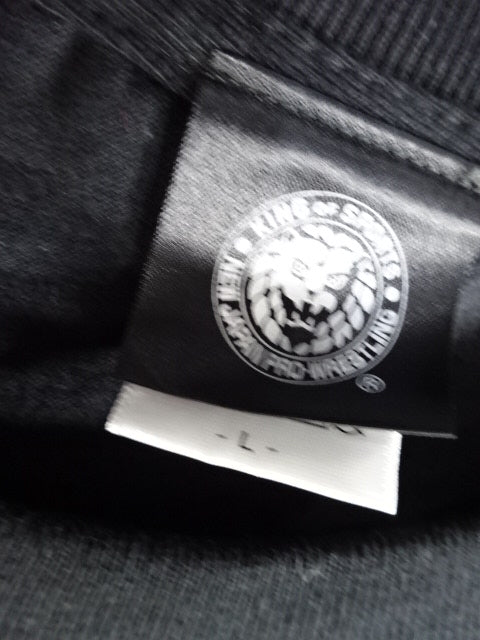 KING OF SPORTS
NEW JAPAN PRO-WRESTLING
®
- L -